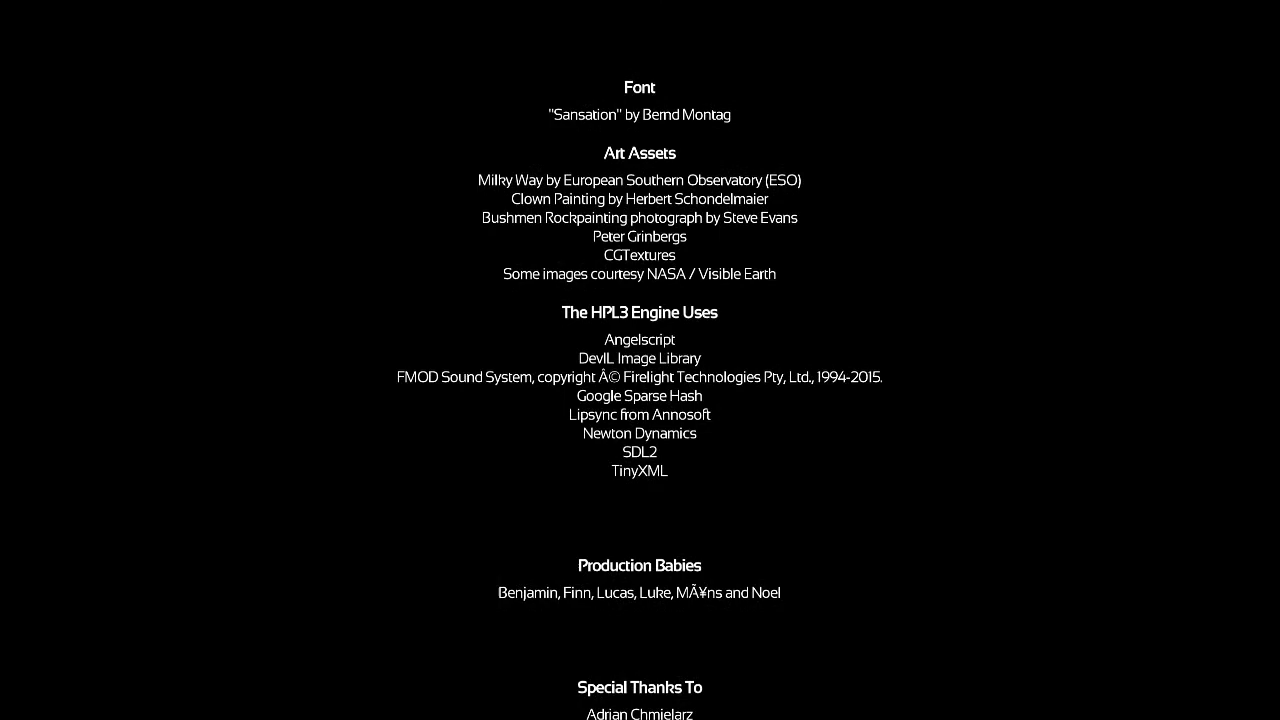 Font
"Sansation" by Bernd Montag
Art Assets
Milky Way by European Southern Observatory (ESO)
Clown Painting by Herbert Schondelmaier
Bushmen Rockpainting photograph by Steve Evans
Peter Grinbergs
CGTextures
Some images courtesy NASA / Visible Earth
The HPL3 Engine Uses
Angelscript
DevIL Image Library
FMOD Sound System, copyright Â© Firelight Technologies Pty, Ltd., 1994-2015.
Google Sparse Hash
Lipsync from Annosoft
Newton Dynamics
SDL2
TinyXML
Production Babies
Benjamin, Finn, Lucas, Luke, MÃ¥ns and Noel
Special Thanks To
Adrian Chmielarz